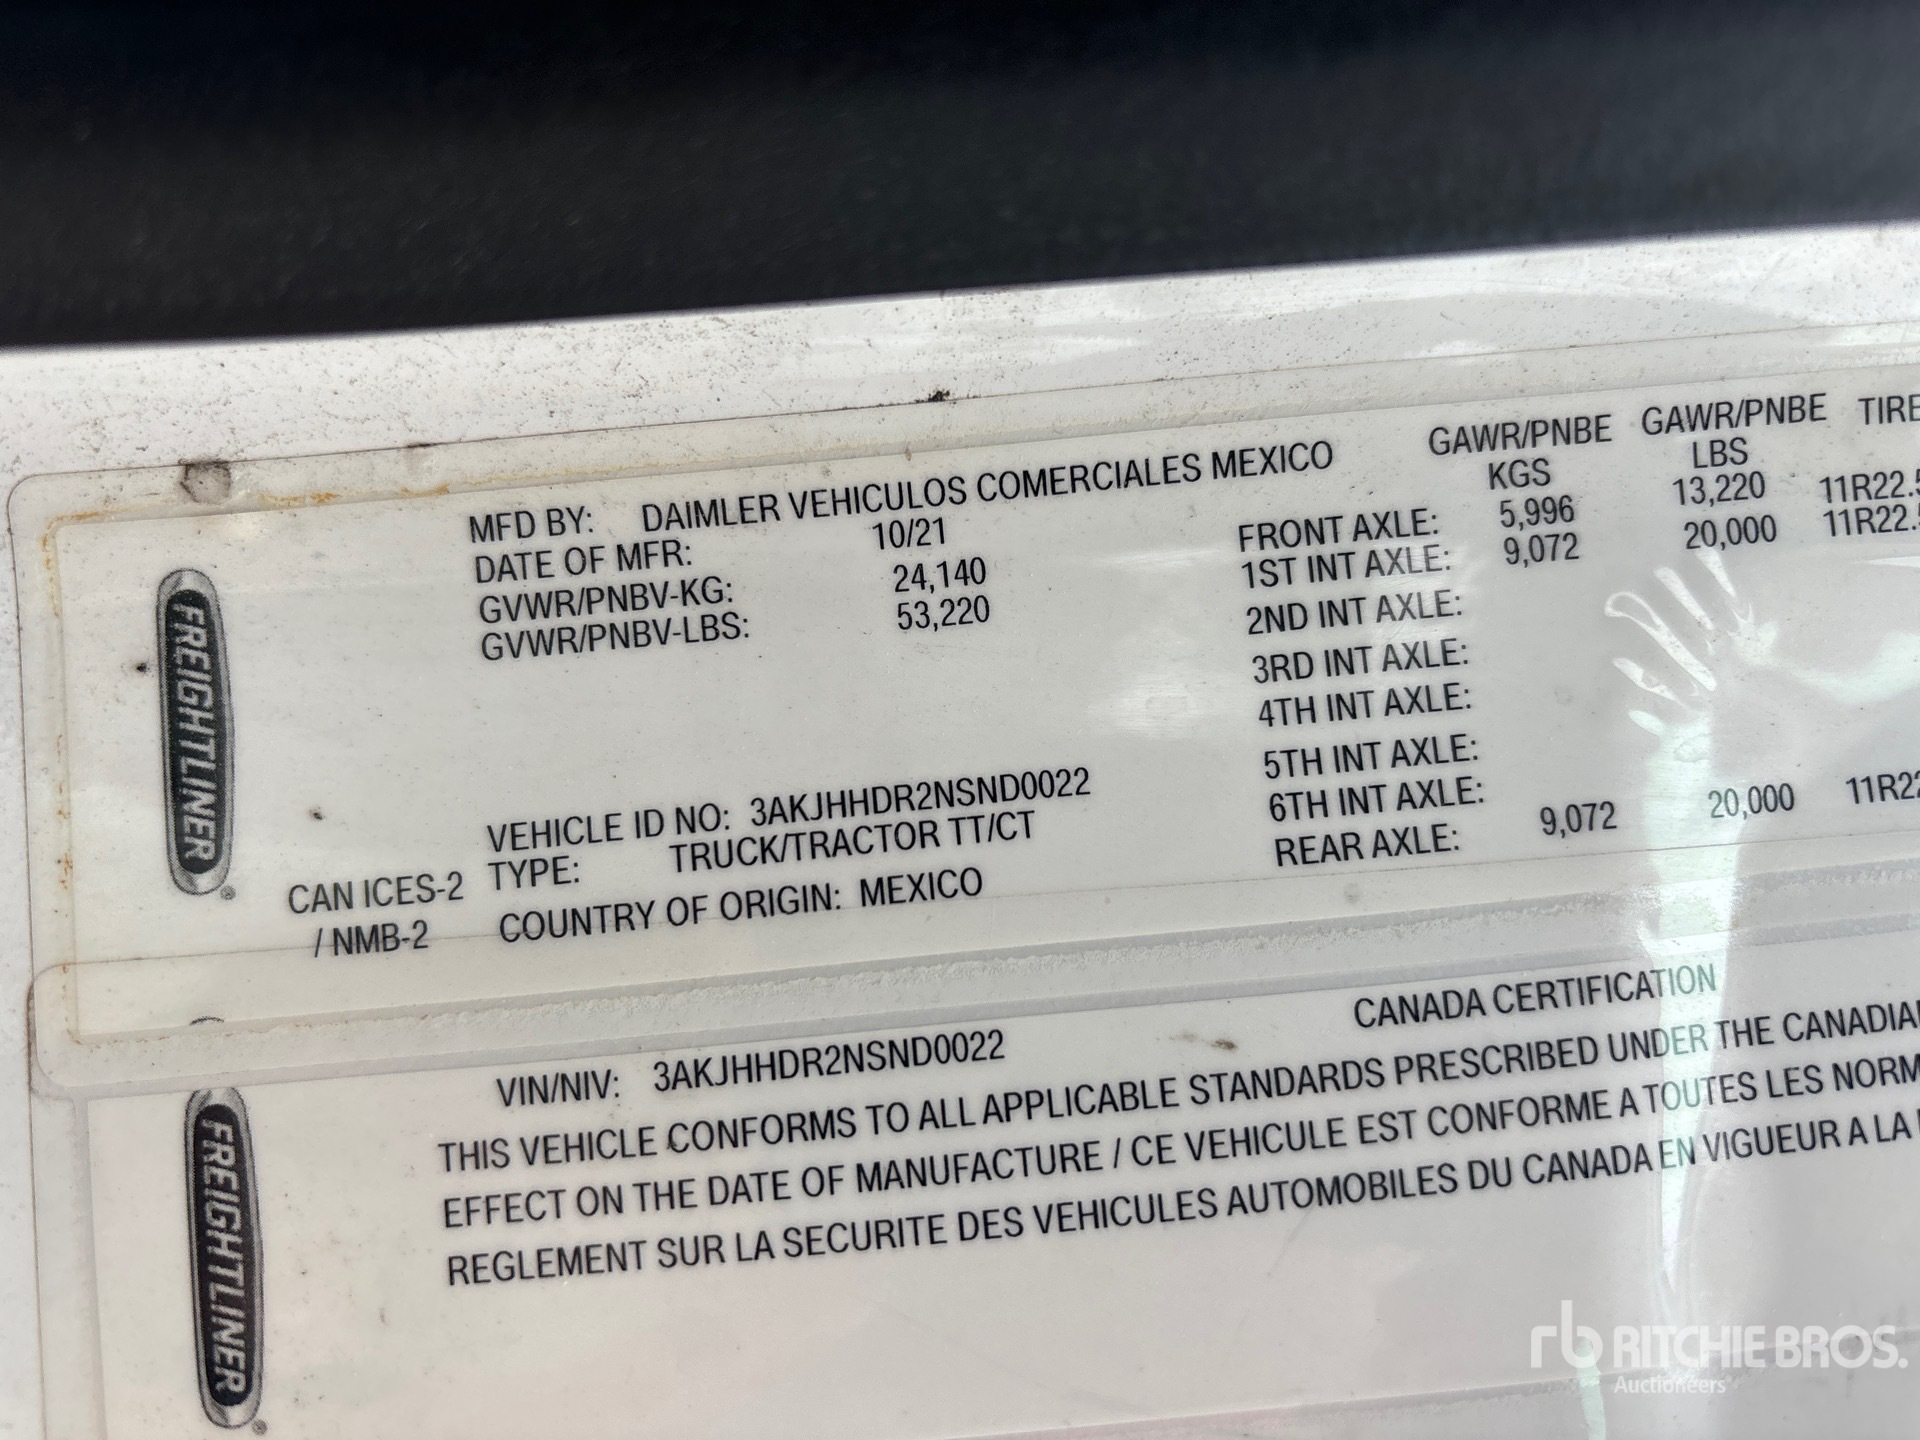 FREIGHTLINER
MFD BY: DAIMLER VEHICULOS COMERCIALES MEXICO
DATE OF MFR: 10/21
GVWR/PNBV-KG: 24,140
GVWR/PNBV-LBS: 53,220
VEHICLE ID NO: 3AKJHHDR2NSND0022
TYPE: TRUCK/TRACTOR TT/CT
COUNTRY OF ORIGIN: MEXICO
CAN ICES-2
/ NMB-2
GAWR/PNBE GAWR/PNBE TIRE
KGS LBS
FRONT AXLE: 5,996 13,220 11R22.5
1ST INT AXLE: 9,072 20,000 11R22.
2ND INT AXLE:
3RD INT AXLE:
4TH INT AXLE:
5TH INT AXLE:
6TH INT AXLE:
REAR AXLE: 9,072 20,000 11R22
FREIGHTLINER
VIN/NIV: 3AKJHHDR2NSND0022 CANADA CERTIFICATION
THIS VEHICLE CONFORMS TO ALL APPLICABLE STANDARDS PRESCRIBED UNDER THE CANADIA
EFFECT ON THE DATE OF MANUFACTURE / CE VEHICULE EST CONFORME A TOUTES LES NORM
REGLEMENT SUR LA SECURITE DES VEHICULES AUTOMOBILES DU CANADA EN VIGUEUR A LA
rb RITCHIE BROS.
Auctioneers